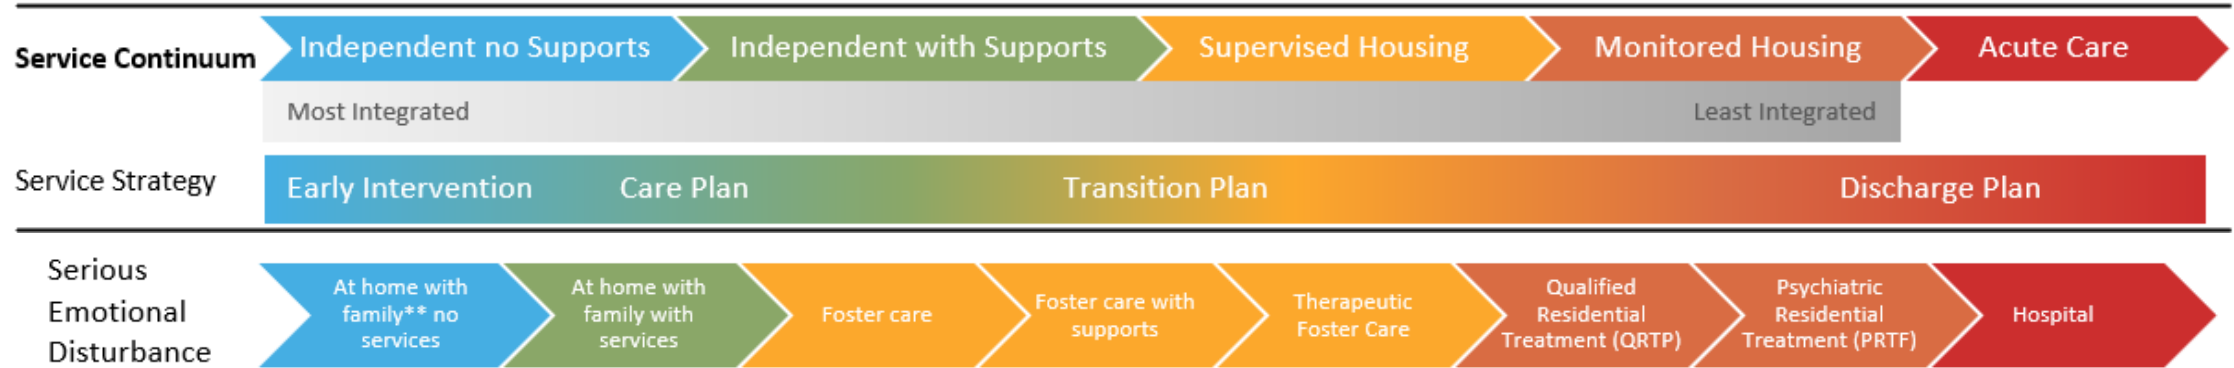 Service Continuum
Independent no Supports
Independent with Supports
Supervised Housing
Monitored Housing
Acute Care
Most Integrated
Least Integrated
Service Strategy
Early Intervention
Care Plan
Transition Plan
Discharge Plan
Serious
Emotional
Disturbance
At home with
family** no
services
At home with
family with
services
Foster care
Foster care with
supports
Therapeutic
Foster Care
Qualified
Residential
Treatment (QRTP)
Psychiatric
Residential
Treatment (PRTF)
Hospital